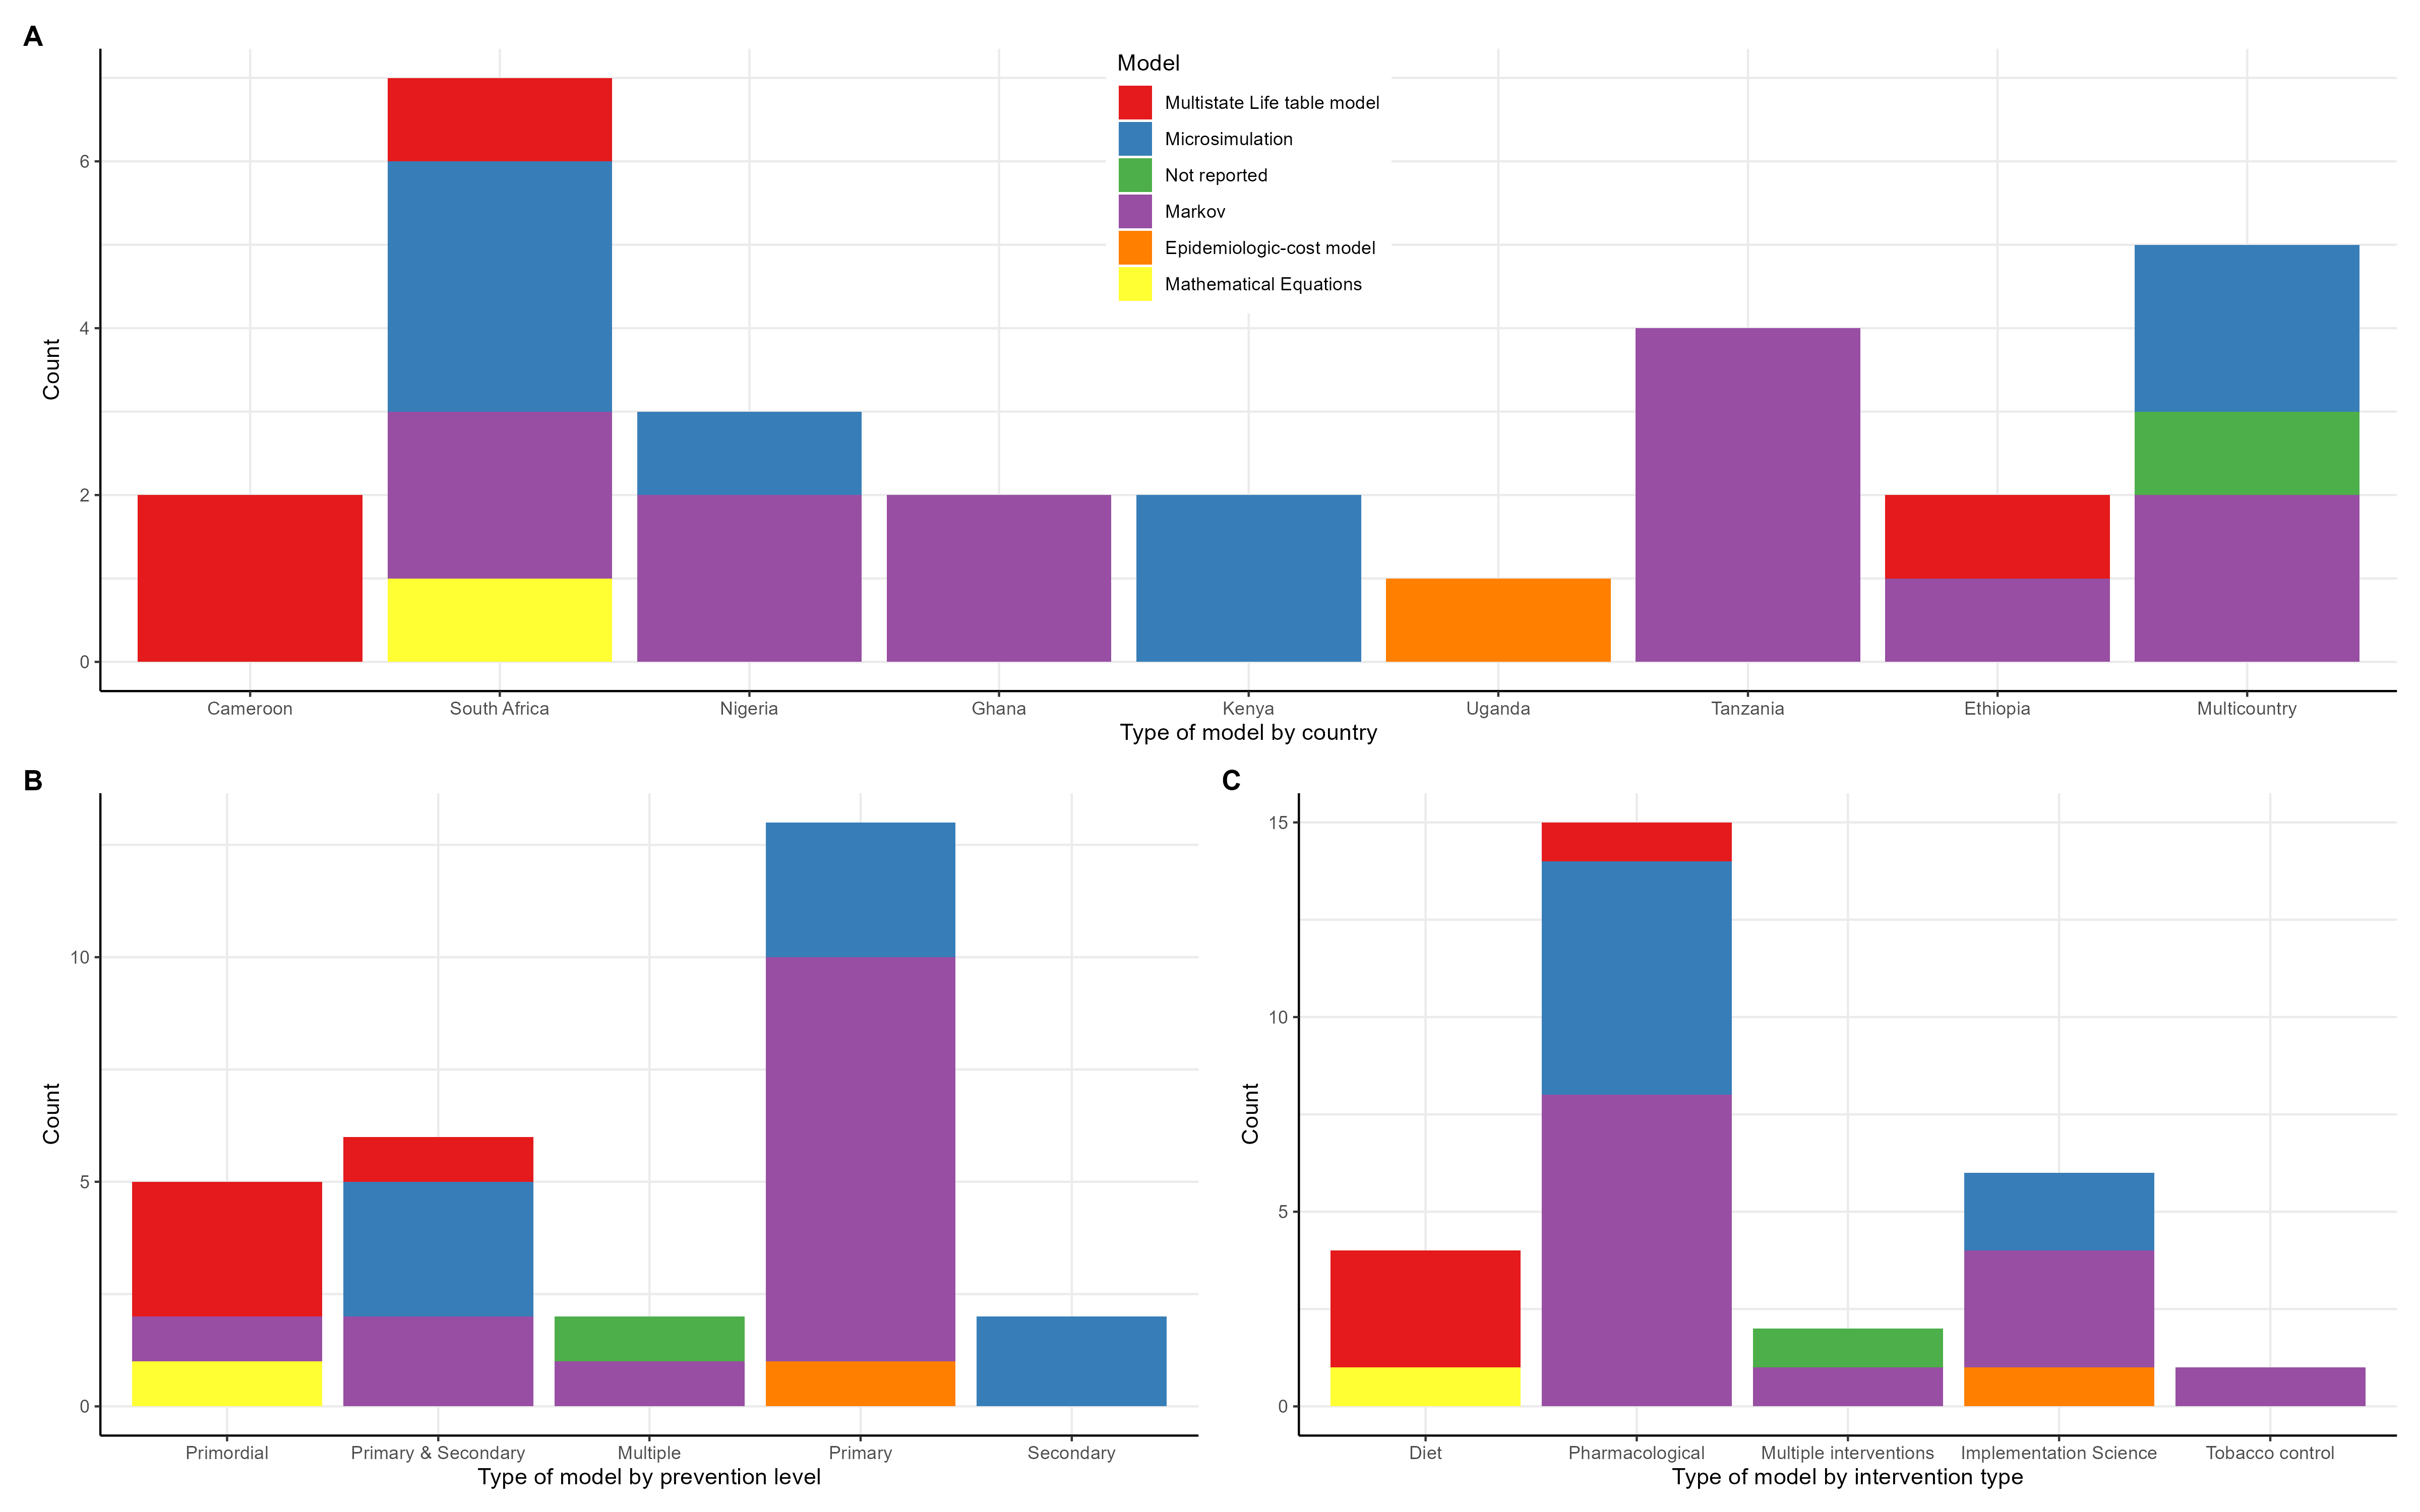 A
Model
Multistate Life table model
Microsimulation
Not reported
Markov
Epidemiologic-cost model
Mathematical Equations
Count
6
4
2
0
Cameroon South Africa Nigeria Ghana Kenya Uganda Tanzania Ethiopia Multicountry
Type of model by country
B
Count
10
5
0
Primordial Primary & Secondary Multiple Primary Secondary
Type of model by prevention level
C
Count
15
10
5
0
Diet Pharmacological Multiple interventions Implementation Science Tobacco control
Type of model by intervention type